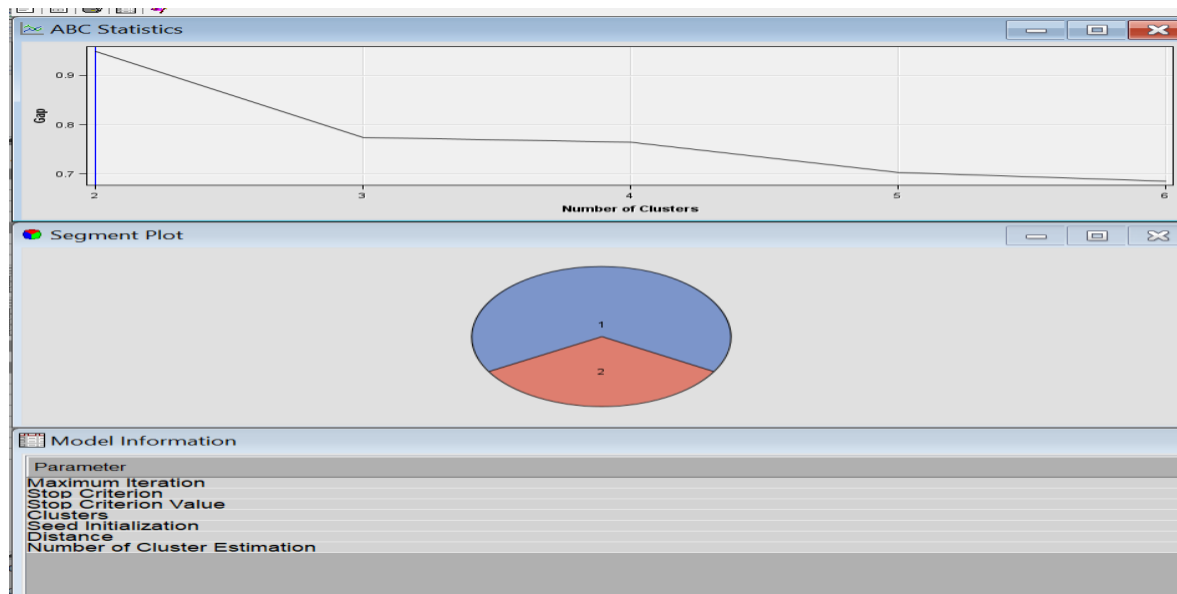 ABC Statistics
0.9
0.8
0.7
Gap
2 3 4 5 6
Number of Clusters
Segment Plot
1
2
Model Information
Parameter
Maximum Iteration
Stop Criterion
Stop Criterion Value
Clusters
Seed Initialization
Distance
Number of Cluster Estimation